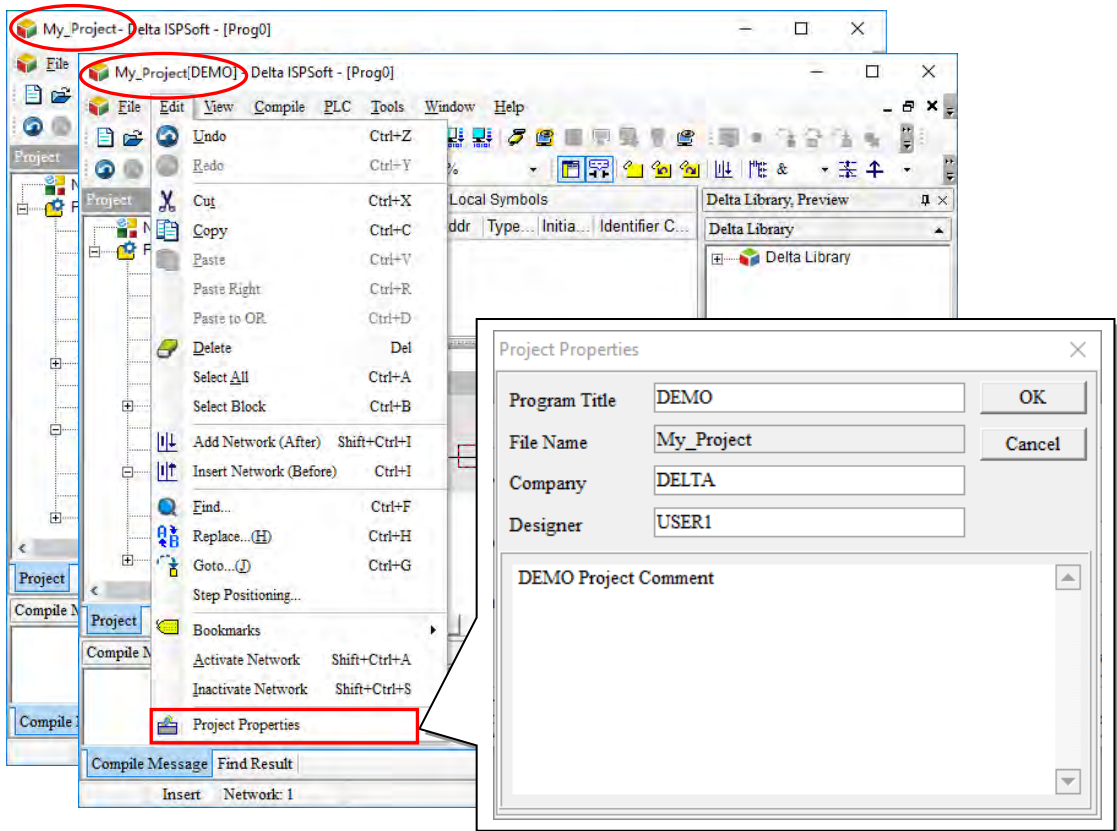 My_Project - Delta ISPSoft - [Prog0]
File
My_Project[DEMO] - Delta ISPSoft - [Prog0]
File Edit View Compile PLC Tools Window Help
Project
Project
Undo Ctrl+Z
Redo Ctrl+Y
Cut Ctrl+X
Copy Ctrl+C
Paste Ctrl+V
Paste Right Ctrl+R
Paste to OR Ctrl+D
Delete Del
Select All Ctrl+A
Select Block Ctrl+B
Add Network (After) Shift+Ctrl+I
Insert Network (Before) Ctrl+I
Find... Ctrl+F
Replace...(H) Ctrl+H
Goto...(J) Ctrl+G
Step Positioning...
Bookmarks
Activate Network Shift+Ctrl+A
Inactivate Network Shift+Ctrl+S
Project Properties
%
&
Local Symbols
ddr Type... Initia... Identifier C...
Delta Library, Preview
Delta Library
Delta Library
Project Properties
Program Title DEMO OK
File Name My_Project Cancel
Company DELTA
Designer USER1
DEMO Project Comment
Project
Compile M
Project
Compile M
Compile
Compile Message Find Result
Insert Network: 1